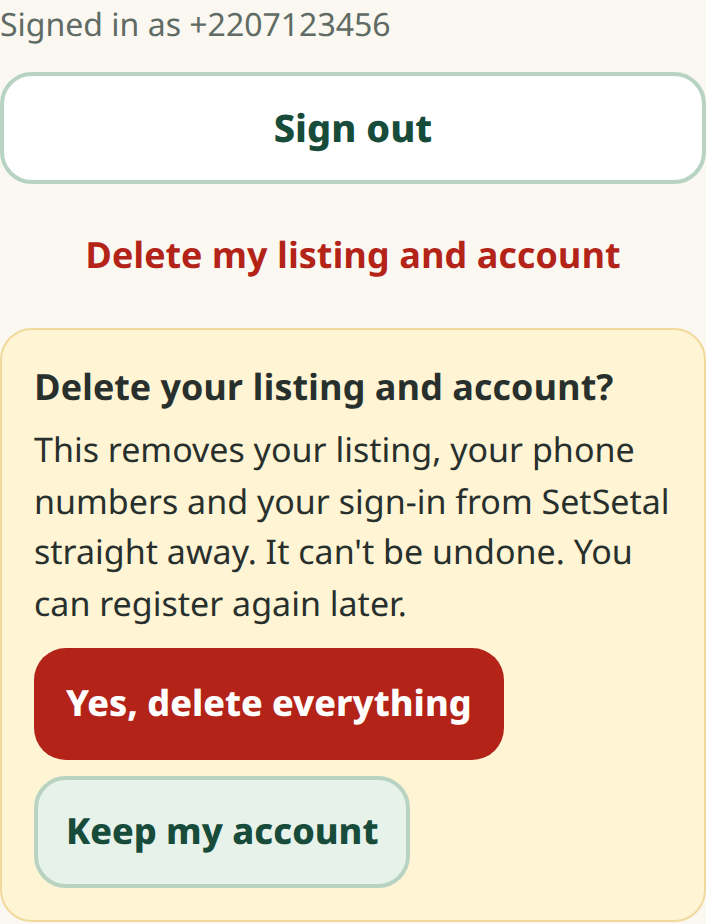 Signed in as +2207123456
Sign out
Delete my listing and account
Delete your listing and account?
This removes your listing, your phone
numbers and your sign-in from SetSetal
straight away. It can't be undone. You
can register again later.
Yes, delete everything
Keep my account